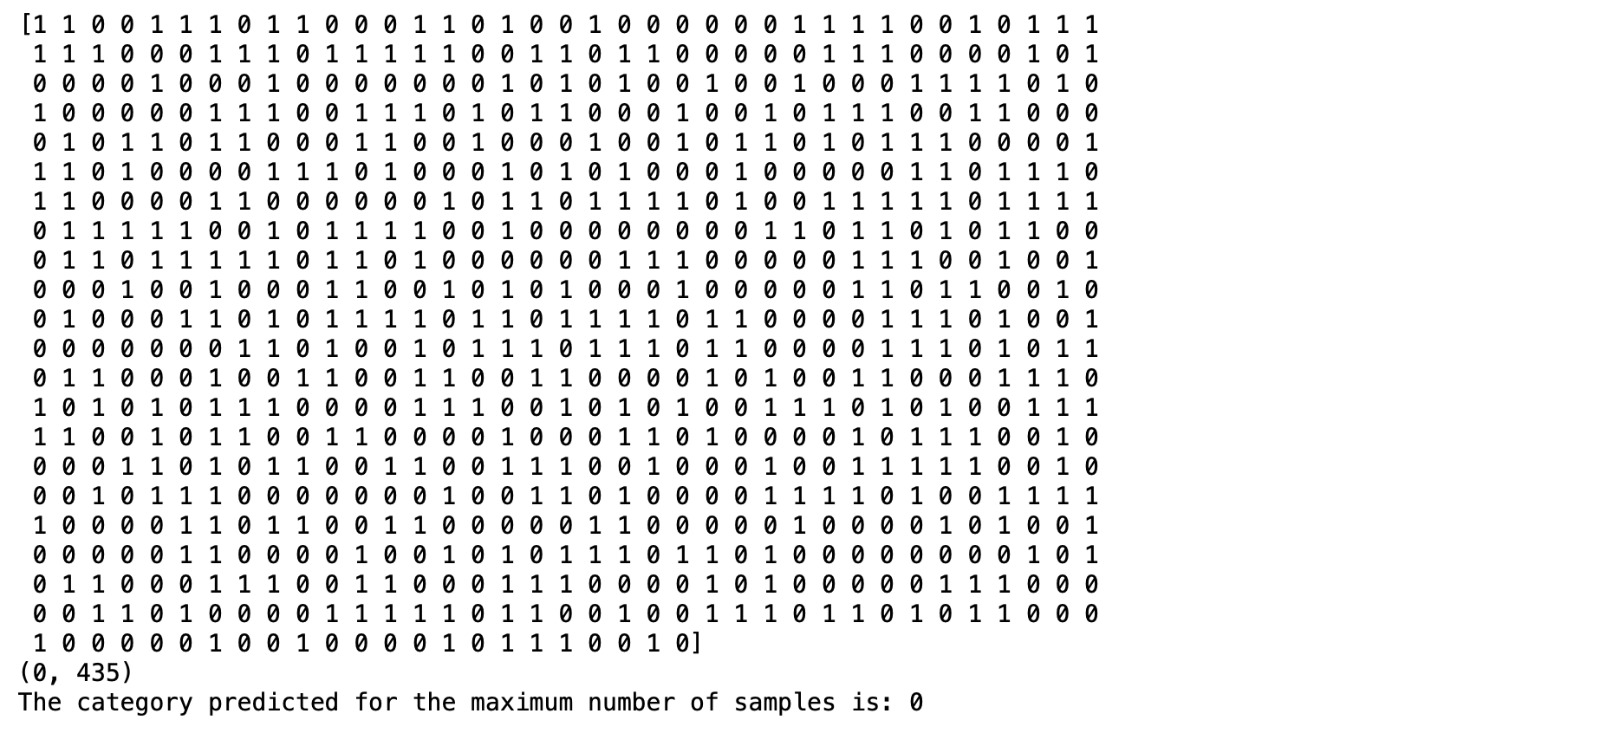 [1 1 0 0 1 1 1 0 1 1 0 0 0 1 1 0 1 0 0 1 0 0 0 0 0 0 1 1 1 1 0 0 1 0 1 1 1
1 1 1 0 0 0 1 1 1 0 1 1 1 1 1 0 0 1 1 0 1 1 0 0 0 0 0 1 1 1 0 0 0 0 1 0 1
0 0 0 0 1 0 0 0 1 0 0 0 0 0 0 0 1 0 1 0 1 0 0 1 0 0 1 0 0 0 1 1 1 1 0 1 0
1 0 0 0 0 0 1 1 1 0 0 1 1 1 0 1 0 1 1 0 0 0 1 0 0 1 0 1 1 1 0 0 1 1 0 0 0
0 1 0 1 1 0 1 1 0 0 0 1 1 0 0 1 0 0 0 1 0 0 1 0 1 1 0 1 0 1 1 1 0 0 0 0 1
1 1 0 1 0 0 0 0 1 1 1 0 1 0 0 0 1 0 1 0 1 0 0 0 1 0 0 0 0 0 1 1 0 1 1 1 0
1 1 0 0 0 0 1 1 0 0 0 0 0 0 1 0 1 1 0 1 1 1 1 0 1 0 0 1 1 1 1 1 0 1 1 1 1
0 1 1 1 1 1 0 0 1 0 1 1 1 1 0 0 1 0 0 0 0 0 0 0 0 1 1 0 1 1 0 1 0 1 1 0 0
0 1 1 0 1 1 1 1 1 0 1 1 0 1 0 0 0 0 0 0 1 1 1 0 0 0 0 0 1 1 1 0 0 1 0 0 1
0 0 0 1 0 0 1 0 0 0 1 1 0 0 1 0 1 0 1 0 0 0 1 0 0 0 0 0 1 1 0 1 1 0 0 1 0
0 1 0 0 0 1 1 0 1 0 1 1 1 1 0 1 1 0 1 1 1 1 0 1 1 0 0 0 0 1 1 1 0 1 0 0 1
0 0 0 0 0 0 0 1 1 0 1 0 0 1 0 1 1 1 0 1 1 1 0 1 1 0 0 0 0 1 1 1 0 1 0 1 1
0 1 1 0 0 0 1 0 0 1 1 0 0 1 1 0 0 1 1 0 0 0 0 1 0 1 0 0 1 1 0 0 0 1 1 1 0
1 0 1 0 1 0 1 1 1 0 0 0 0 1 1 1 0 0 1 0 1 0 1 0 0 1 1 1 0 1 0 1 0 0 1 1 1
1 1 0 0 1 0 1 1 0 0 1 1 0 0 0 0 1 0 0 0 1 1 0 1 0 0 0 0 1 0 1 1 1 0 0 1 0
0 0 0 1 1 0 1 0 1 1 0 0 1 1 0 0 1 1 1 0 0 1 0 0 0 1 0 0 1 1 1 1 1 0 0 1 0
0 0 1 0 1 1 1 0 0 0 0 0 0 0 1 0 0 1 1 0 1 0 0 0 0 1 1 1 1 0 1 0 0 1 1 1 1
1 0 0 0 0 1 1 0 1 1 0 0 1 1 0 0 0 0 0 1 1 0 0 0 0 0 1 0 0 0 0 1 0 1 0 0 1
0 0 0 0 0 1 1 0 0 0 0 1 0 0 1 0 1 0 1 1 1 0 1 1 0 1 0 0 0 0 0 0 0 0 1 0 1
0 1 1 0 0 0 1 1 1 0 0 1 1 0 0 0 1 1 1 0 0 0 0 1 0 1 0 0 0 0 0 1 1 1 0 0 0
0 0 1 1 0 1 0 0 0 0 1 1 1 1 1 0 1 1 0 0 1 0 0 1 1 1 0 1 1 0 1 0 1 1 0 0 0
1 0 0 0 0 0 1 0 0 1 0 0 0 0 1 0 1 1 1 0 0 1 0]
(0, 435)
The category predicted for the maximum number of samples is: 0